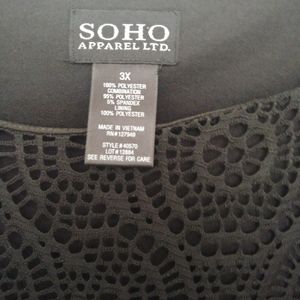 SOHO
APPAREL LTD.
3X
100% POLYESTER
COMBINATION
95% POLYESTER
5% SPANDEX
LINING
100% POLYESTER
MADE IN VIETNAM
RN#127549
STYLE#40570
LOT#12884
SEE REVERSE FOR CARE